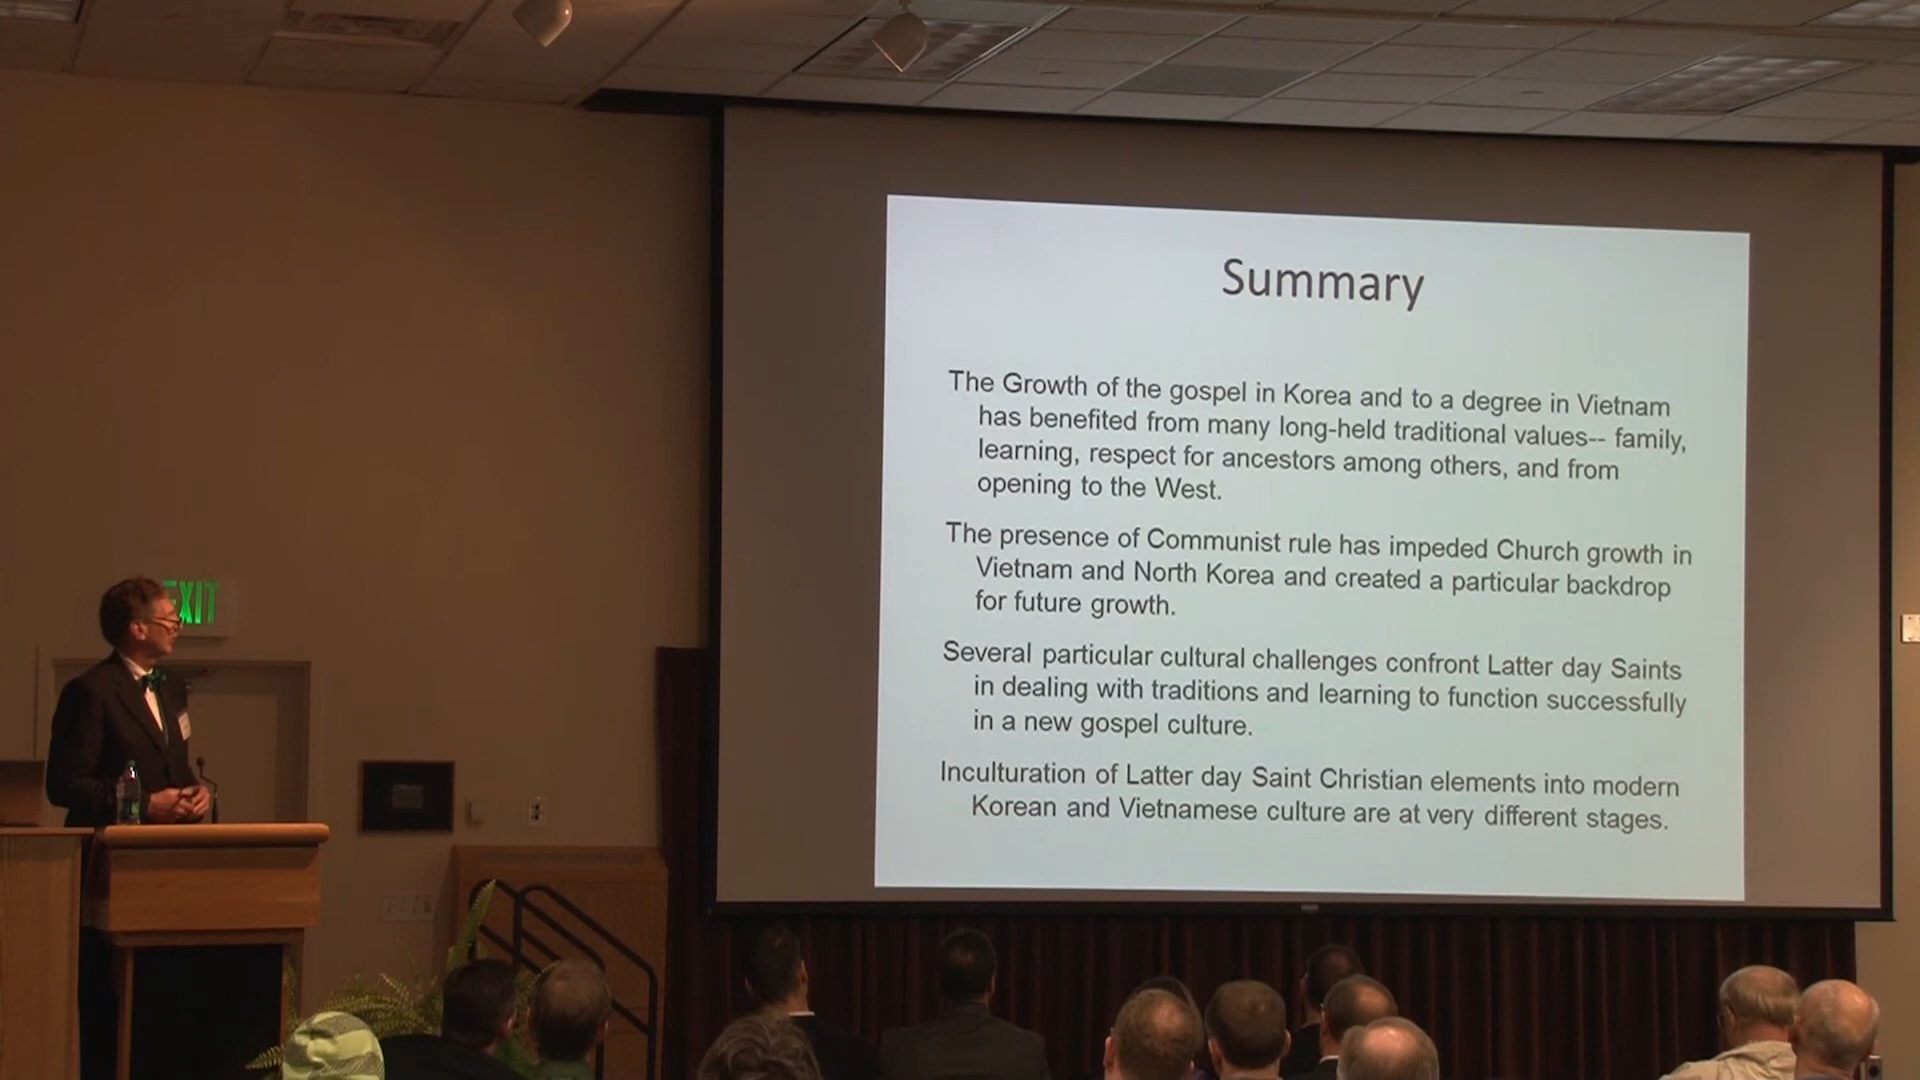 Summary
The Growth of the gospel in Korea and to a degree in Vietnam
has benefited from many long-held traditional values-- family,
learning, respect for ancestors among others, and from
opening to the West.
The presence of Communist rule has impeded Church growth in
Vietnam and North Korea and created a particular backdrop
for future growth.
Several particular cultural challenges confront Latter day Saints
in dealing with traditions and learning to function successfully
in a new gospel culture.
Inculturation of Latter day Saint Christian elements into modern
Korean and Vietnamese culture are at very different stages.
EXIT